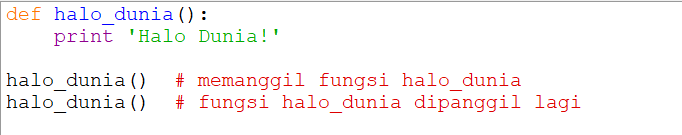 def halo_dunia():
    print 'Halo Dunia!'
halo_dunia()  # memanggil fungsi halo_dunia
halo_dunia()  # fungsi halo_dunia dipanggil lagi